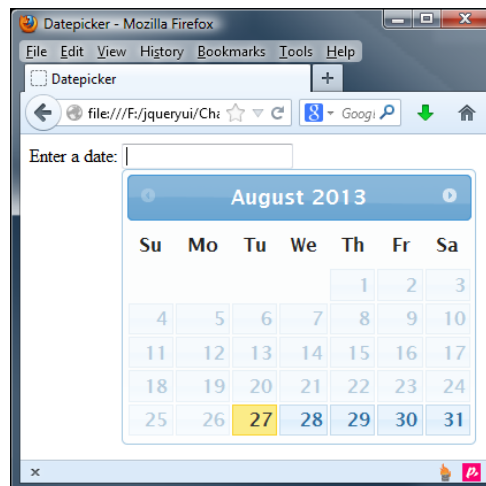 Datepicker - Mozilla Firefox
File Edit View History Bookmarks Tools Help
Datepicker +
file:///F:/jqueryui/Cha 8 Googl
Enter a date:
August 2013
Su Mo Tu We Th Fr Sa
1 2 3
4 5 6 7 8 9 10
11 12 13 14 15 16 17
18 19 20 21 22 23 24
25 26 27 28 29 30 31
x